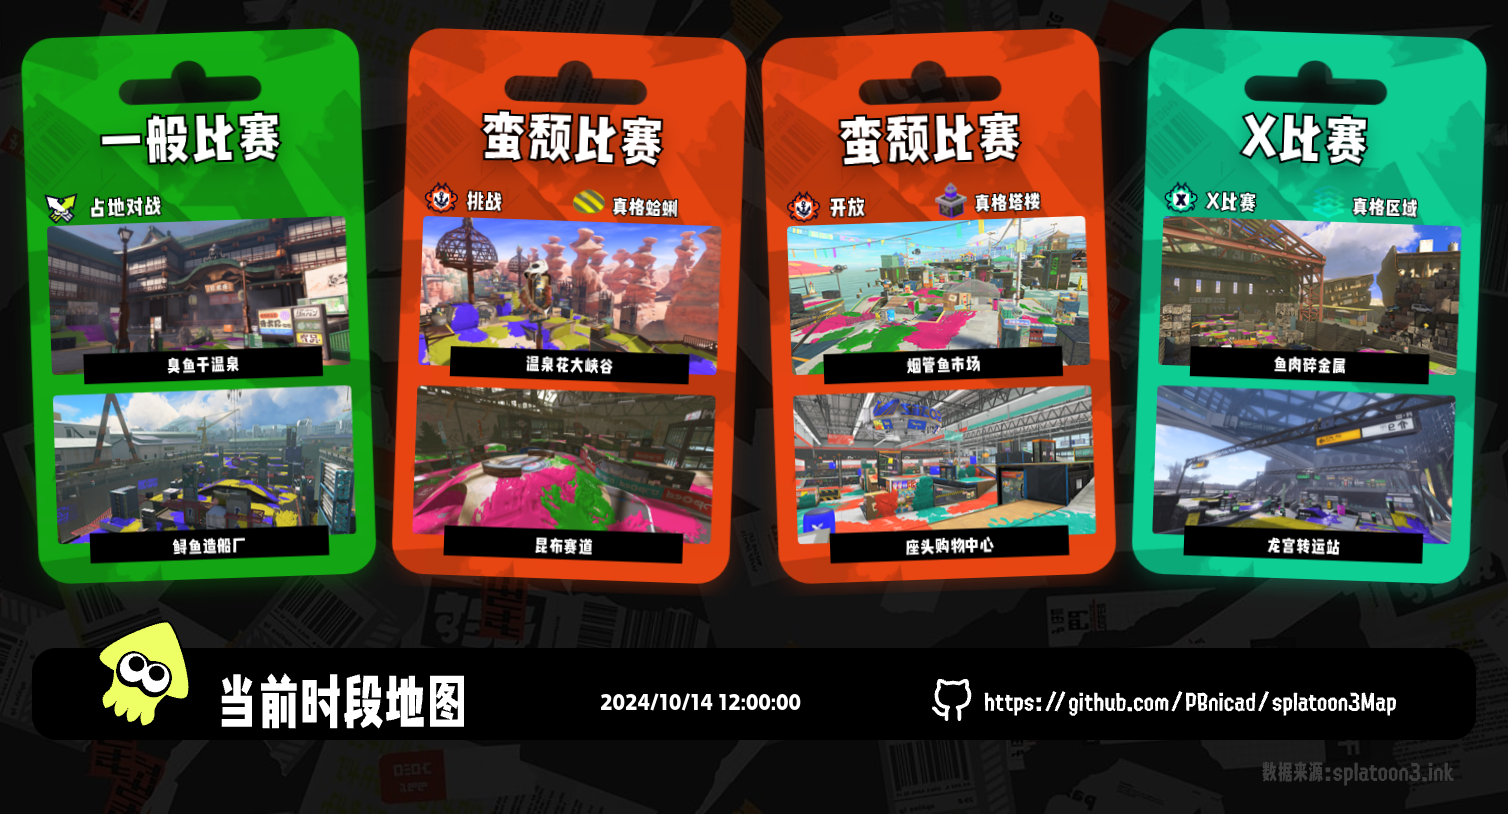 一般比赛
占地对战
臭鱼干温泉
鲟鱼造船厂
蛮颓比赛
挑战
真格蛤蜊
温泉花大峡谷
昆布赛道
蛮颓比赛
开放
真格塔楼
烟管鱼市场
座头购物中心
X比赛
X比赛
真格区域
鱼肉碎金属
龙宫转运站
当前时段地图
2024/10/14 12:00:00
https://github.com/PBnicad/splatoon3Map
数据来源:splatoon3.ink